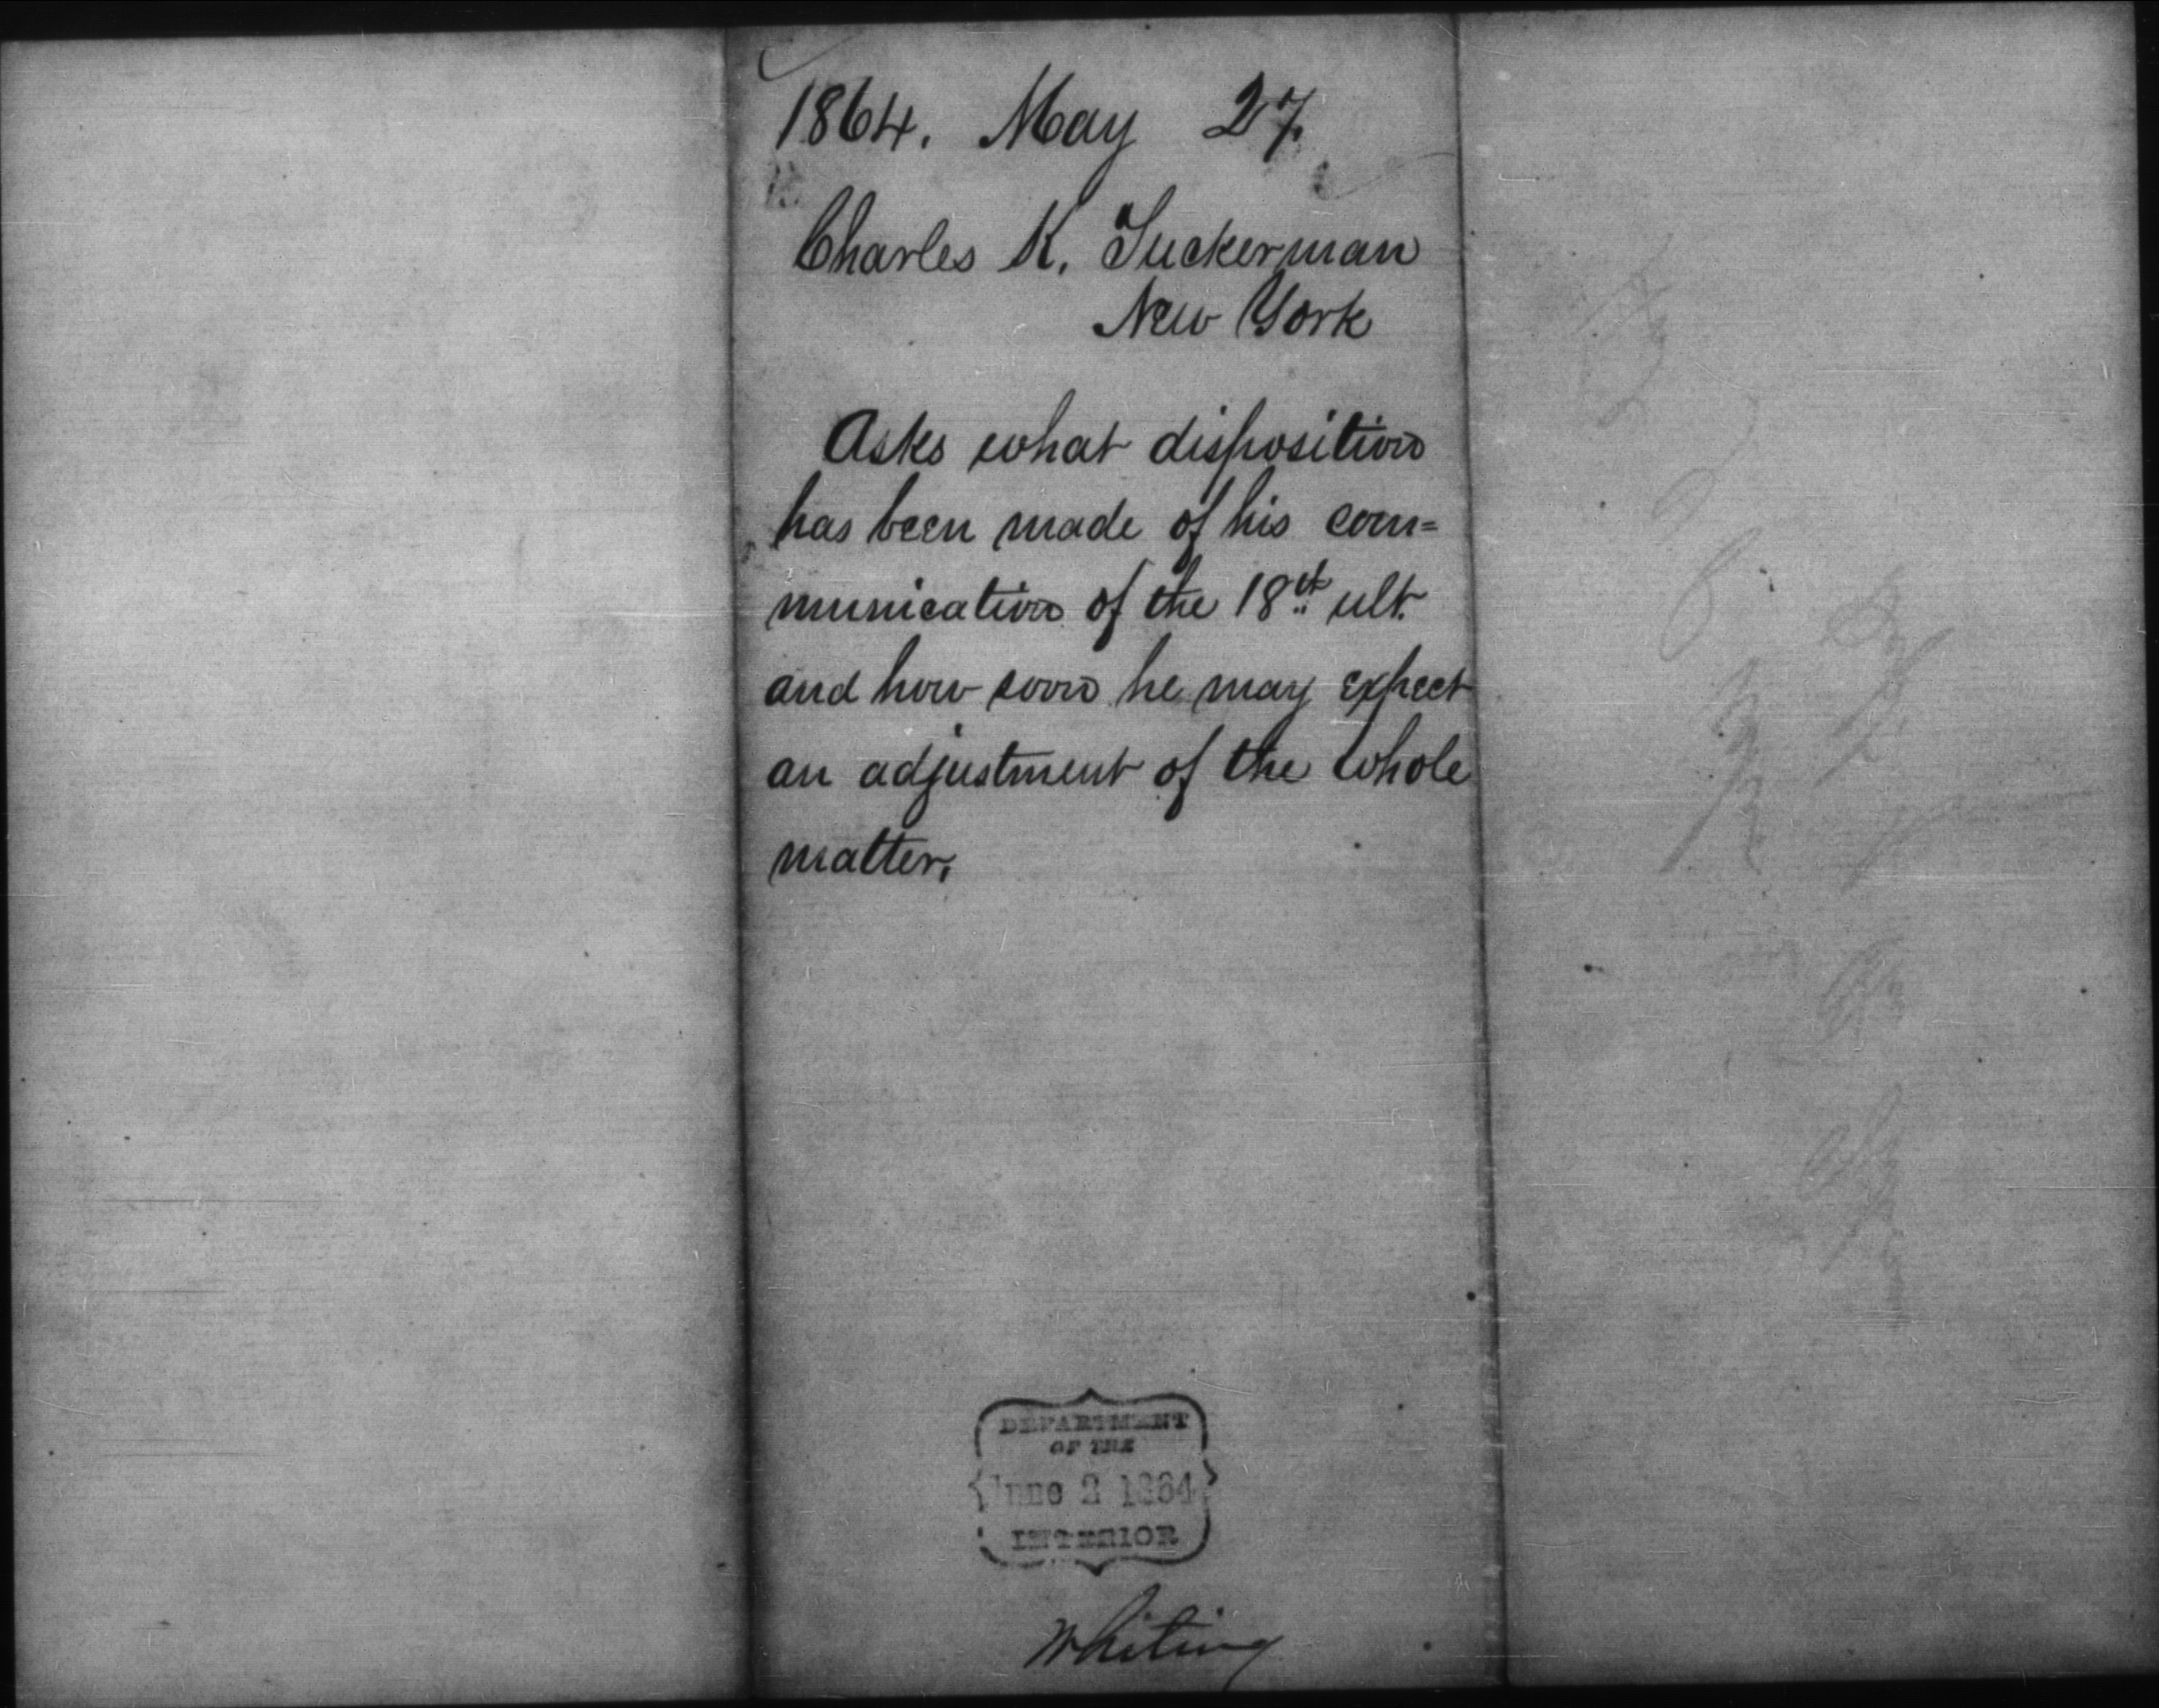 1864. May 27.
Charles K. Tuckerman
New York
Asks what disposition
has been made of his com=
munication of the 18th ult.
and how soon he may expect
an adjustment of the whole
matter.
DEPARTMENT
OF THE
June 2 1864
INTERIOR
Whiting